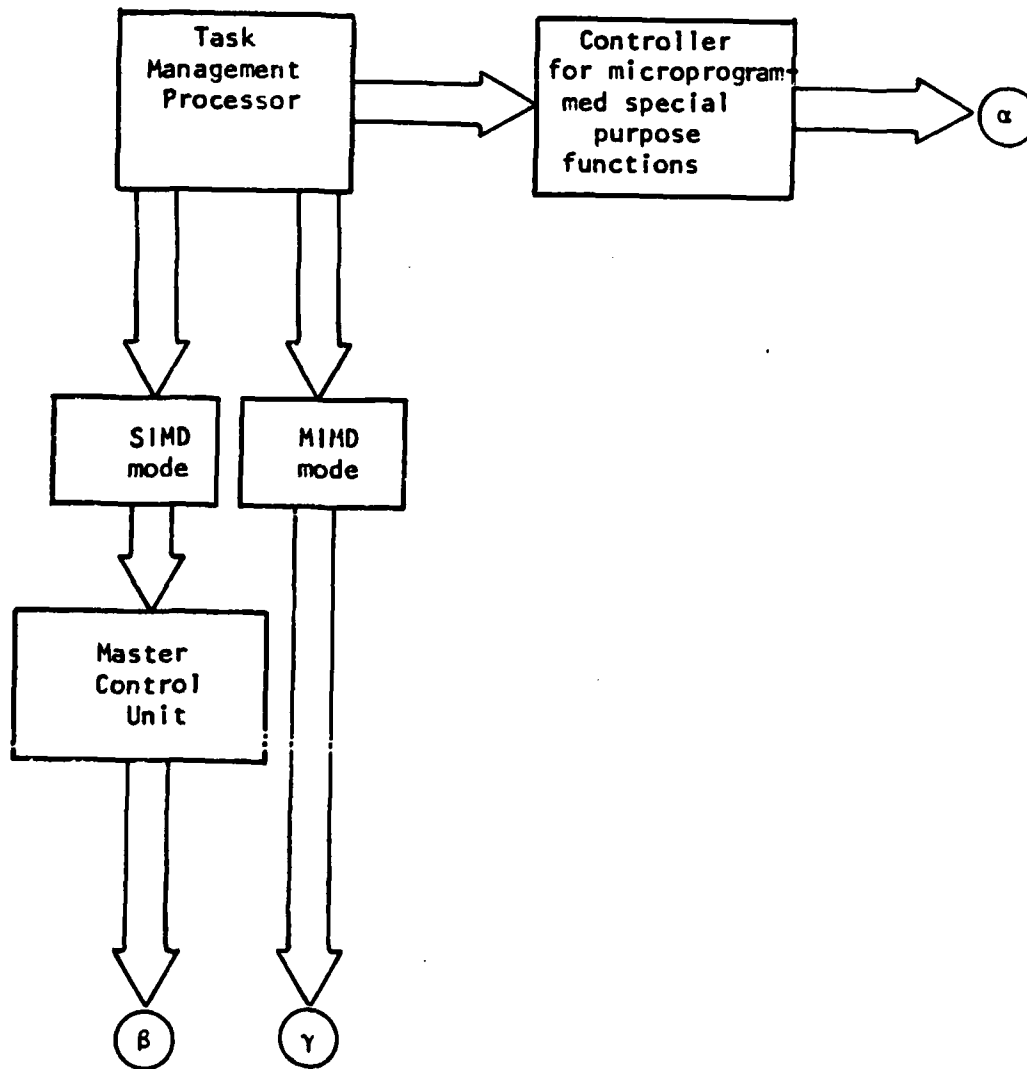 Task
Management
Processor
Controller
for microprogram-
med special
purpose
functions
α
SIMD
mode
MIMD
mode
Master
Control
Unit
β
γ